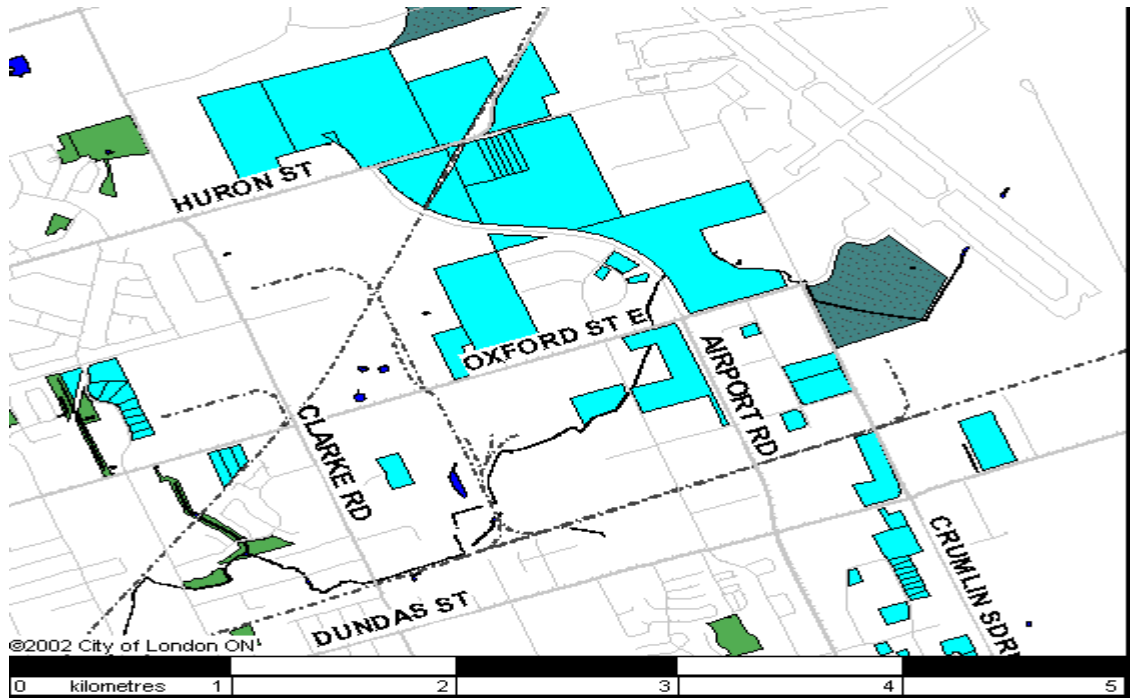 HURON ST
OXFORD ST E
AIRPORT RD
CLARKE RD
CRUMLIN SDR
DUNDAS ST
©2002 City of London ON
0 kilometres 1 2 3 4 5